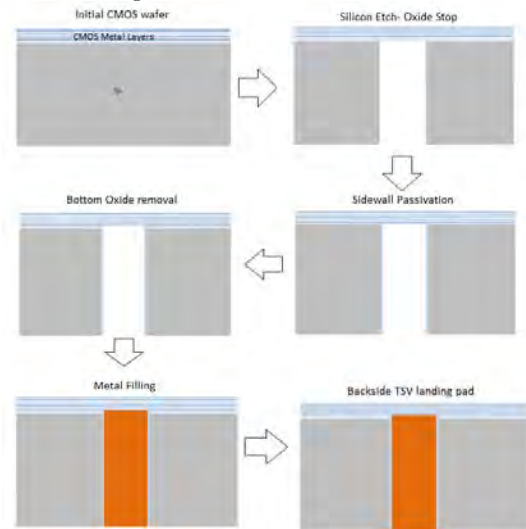 Initial CMOS wafer
CMOS Metal Layers
Silicon Etch- Oxide Stop
Sidewall Passivation
Bottom Oxide removal
Metal Filling
Backside TSV landing pad